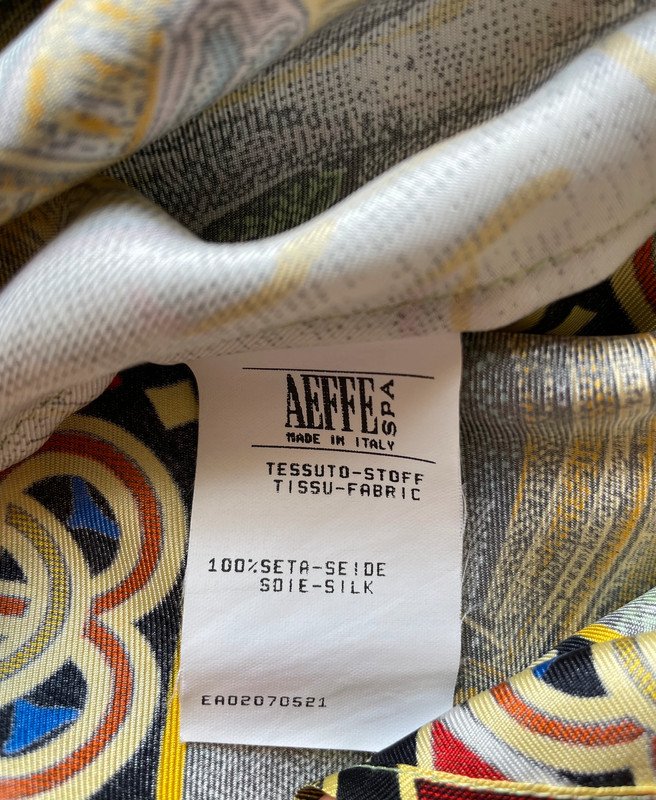 AEFFE SPA
MADE IN ITALY
TESSUTO-STOFF
TISSU-FABRIC
100%SETA-SEIDE
SOIE-SILK
EA02070521